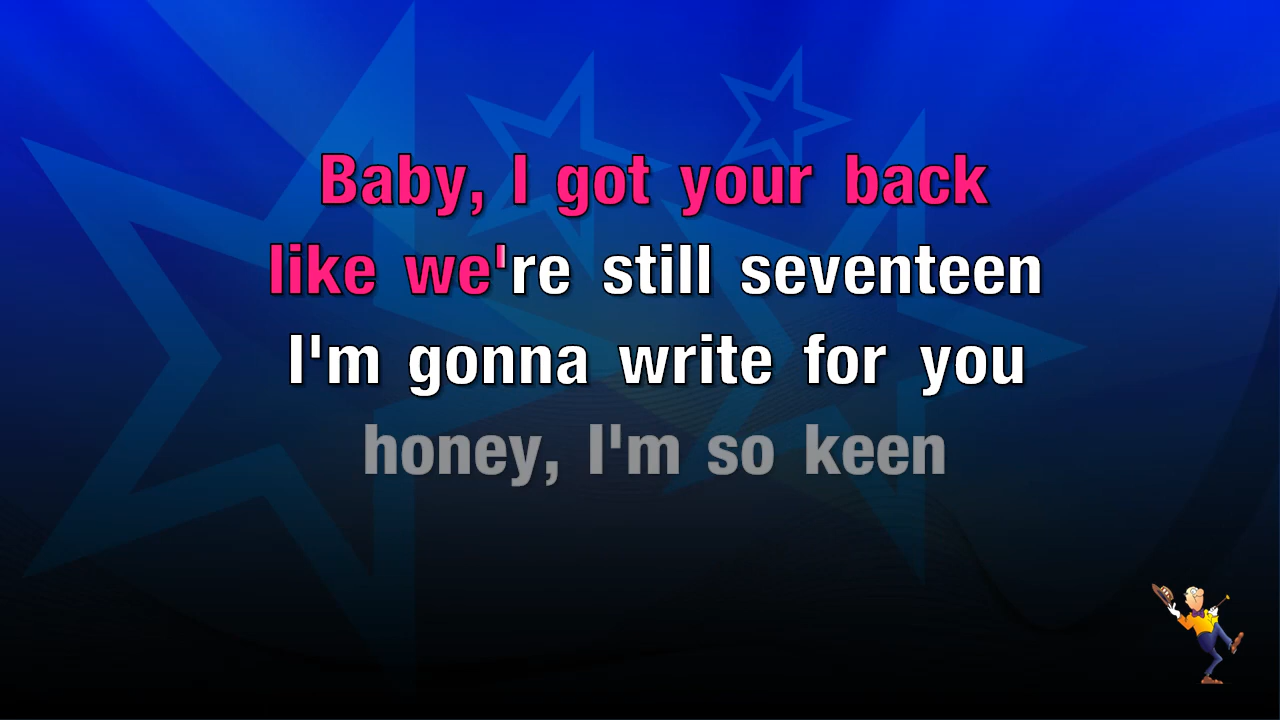 Baby, I got your back
like we're still seventeen
I'm gonna write for you
honey, I'm so keen